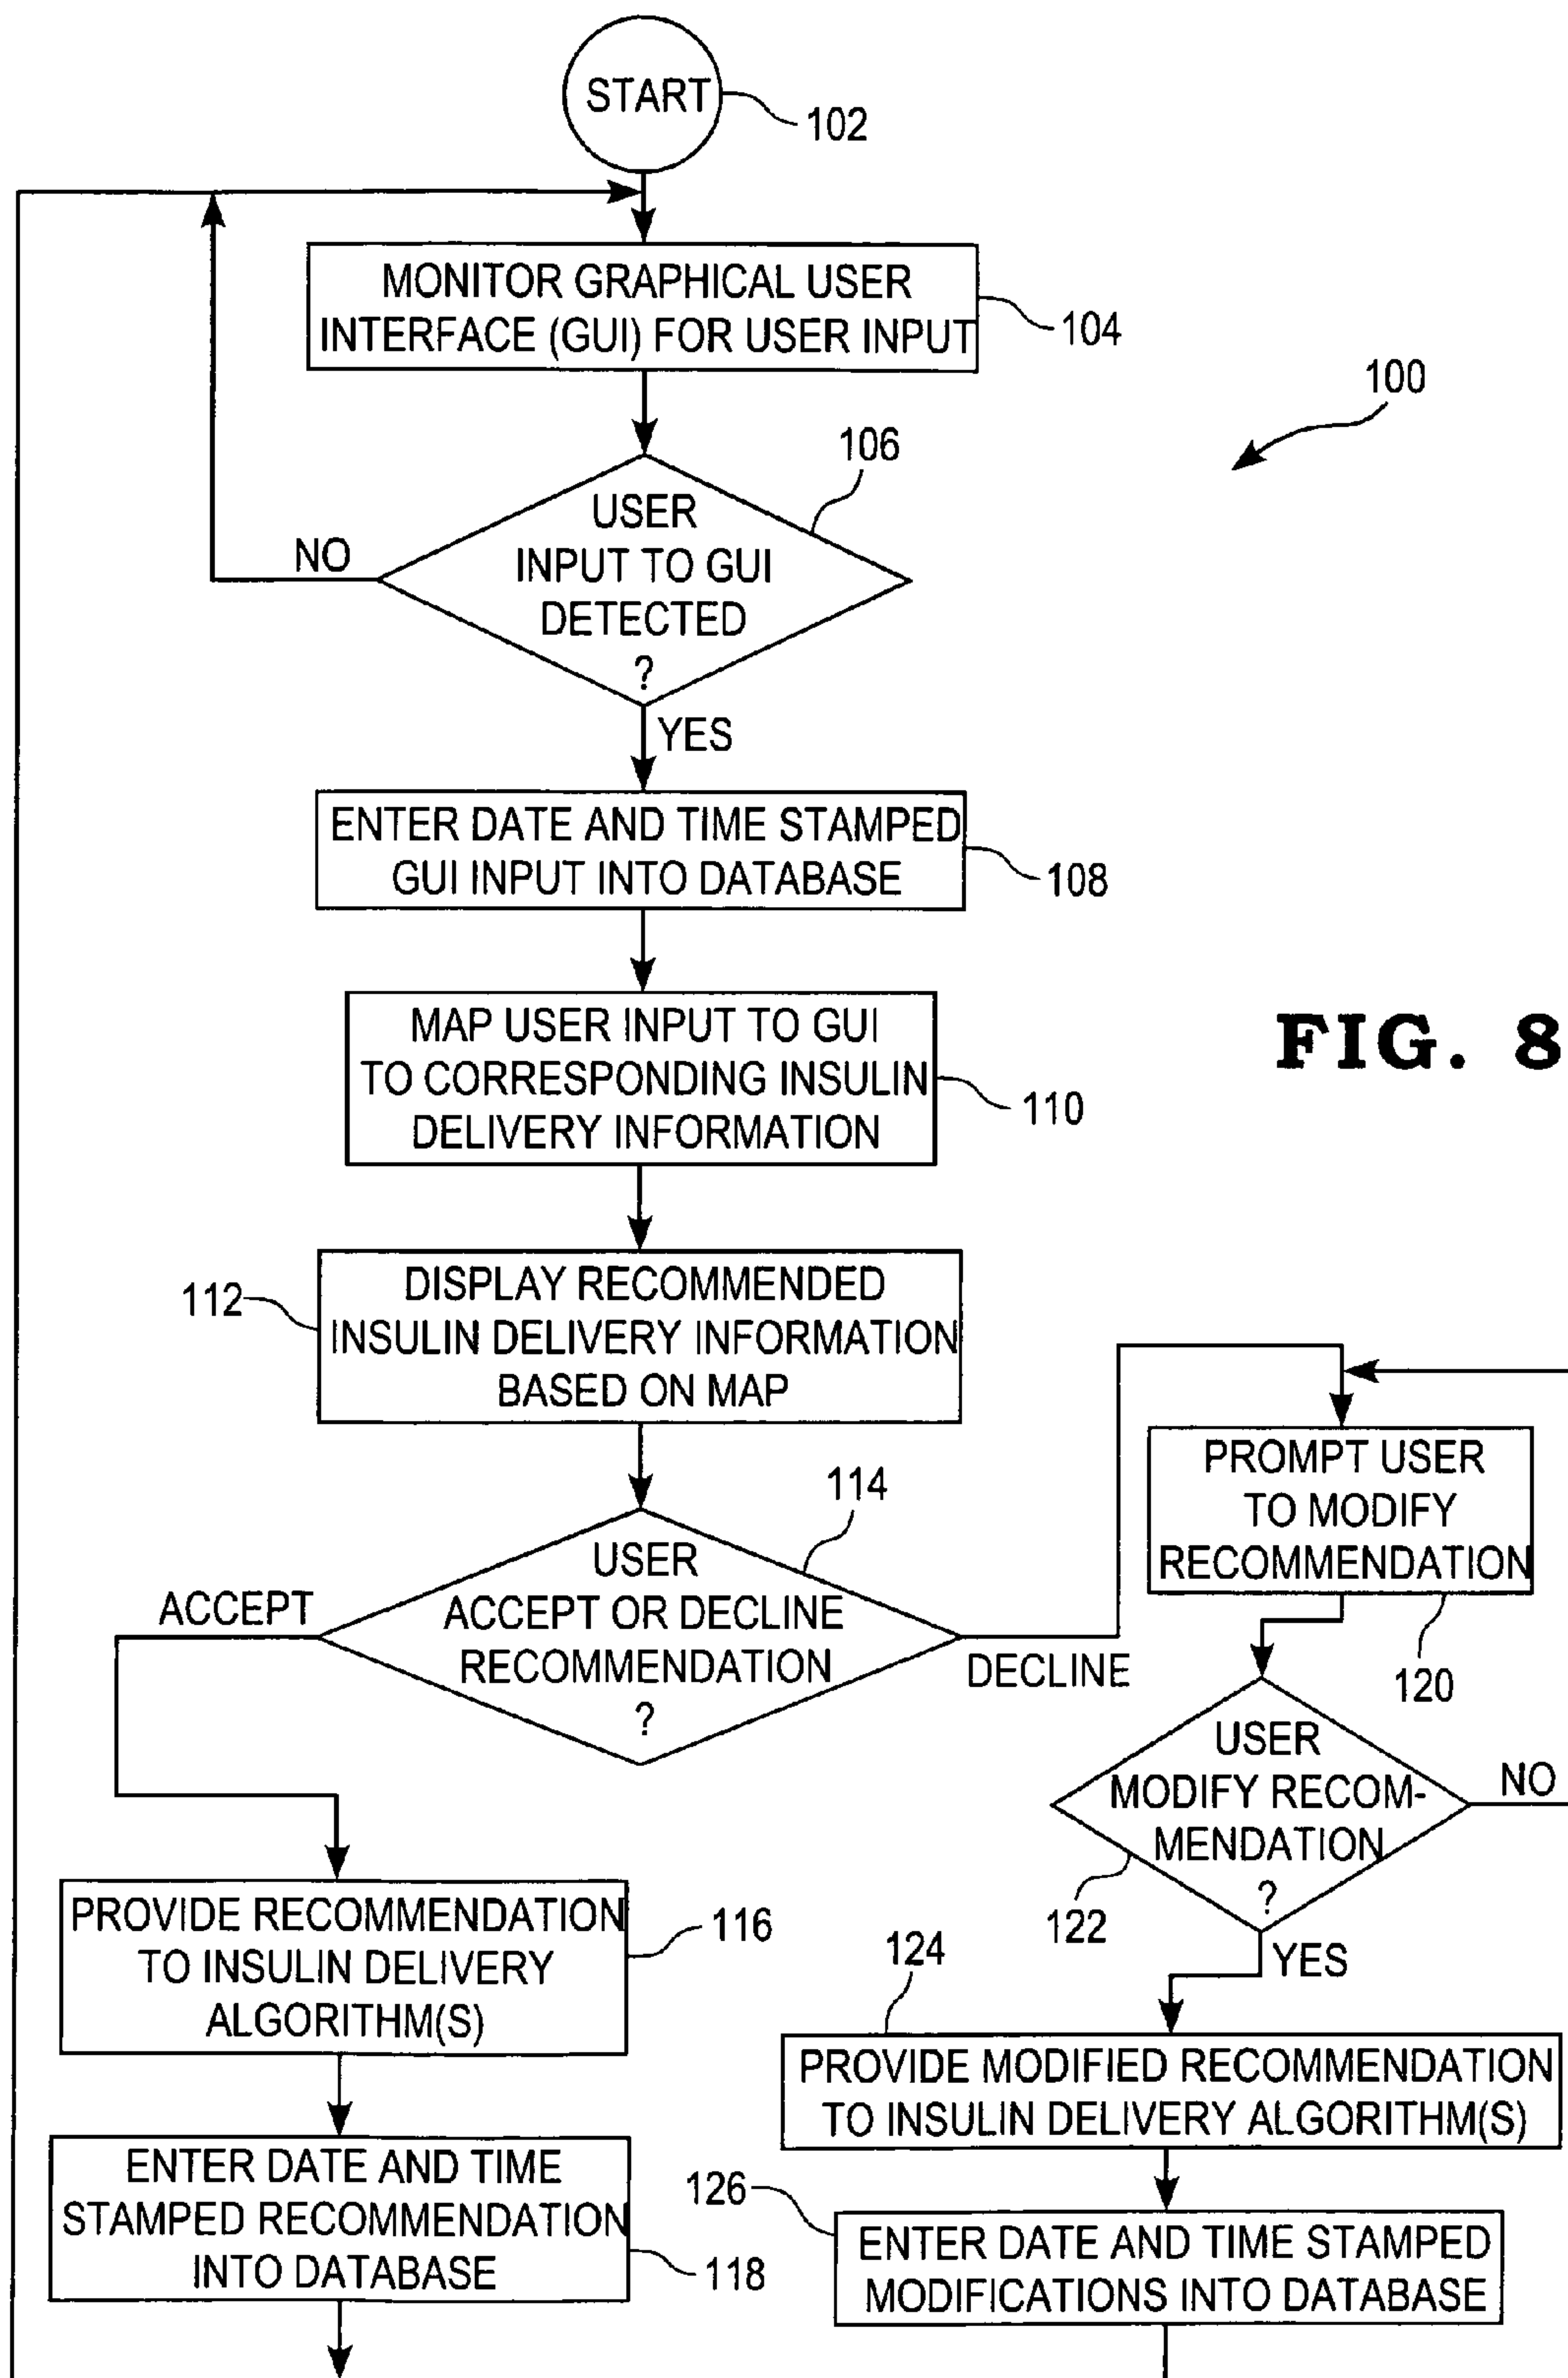 START
102
MONITOR GRAPHICAL USER
INTERFACE (GUI) FOR USER INPUT
104
100
106
USER
INPUT TO GUI
DETECTED
?
NO
YES
ENTER DATE AND TIME STAMPED
GUI INPUT INTO DATABASE
108
MAP USER INPUT TO GUI
TO CORRESPONDING INSULIN
DELIVERY INFORMATION
110
FIG. 8
112
DISPLAY RECOMMENDED
INSULIN DELIVERY INFORMATION
BASED ON MAP
114
USER
ACCEPT OR DECLINE
RECOMMENDATION
?
ACCEPT
DECLINE
PROMPT USER
TO MODIFY
RECOMMENDATION
120
USER
MODIFY RECOM-
MENDATION
?
NO
122
YES
PROVIDE RECOMMENDATION
TO INSULIN DELIVERY
ALGORITHM(S)
116
124
PROVIDE MODIFIED RECOMMENDATION
TO INSULIN DELIVERY ALGORITHM(S)
ENTER DATE AND TIME
STAMPED RECOMMENDATION
INTO DATABASE
118
126
ENTER DATE AND TIME STAMPED
MODIFICATIONS INTO DATABASE